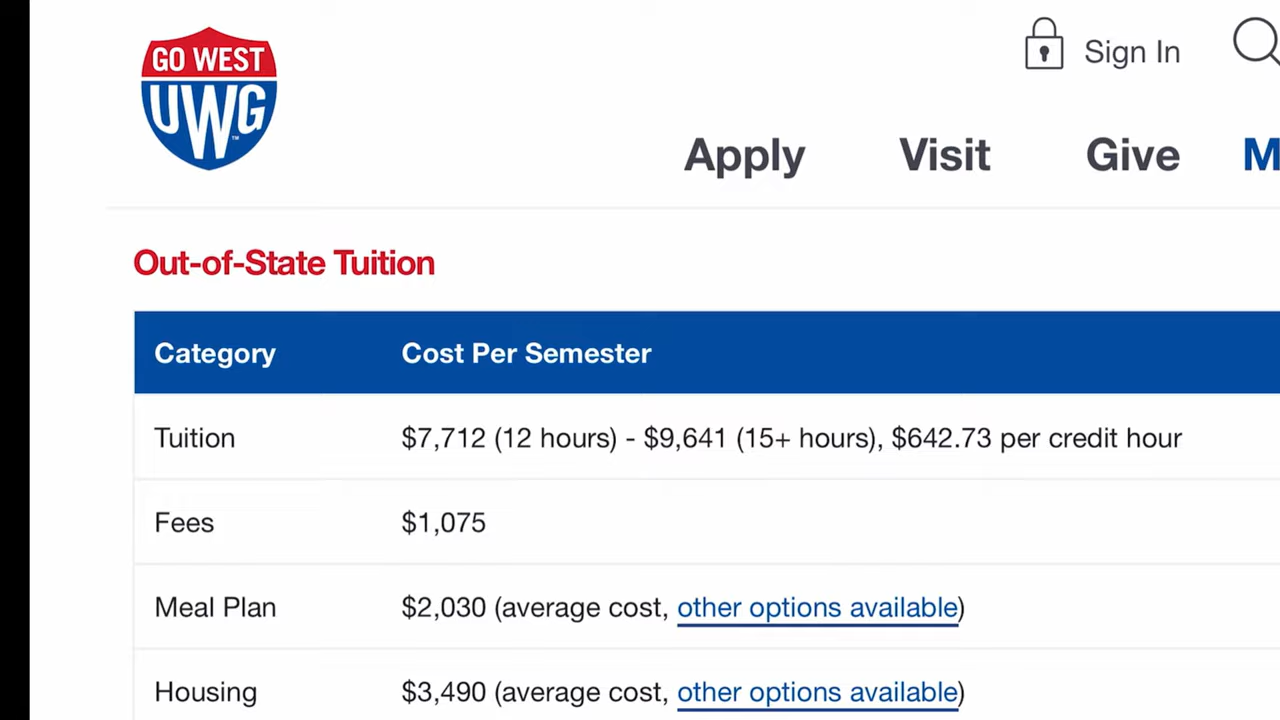 GO WEST
UWG™
Sign In
Apply Visit Give M
Out-of-State Tuition
Category Cost Per Semester
Tuition $7,712 (12 hours) - $9,641 (15+ hours), $642.73 per credit hour
Fees $1,075
Meal Plan $2,030 (average cost, other options available)
Housing $3,490 (average cost, other options available)